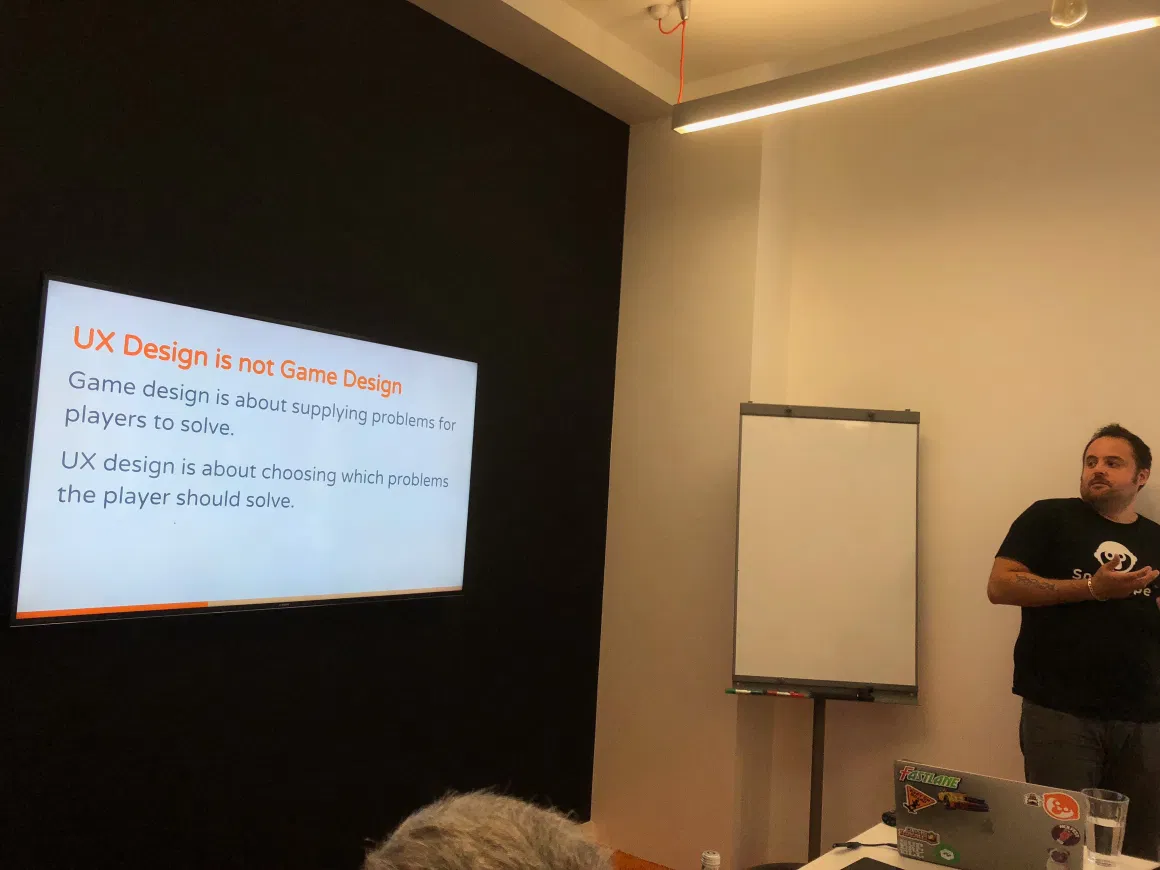 UX Design is not Game Design
Game design is about supplying problems for
players to solve.
UX design is about choosing which problems
the player should solve.
FASTLANE